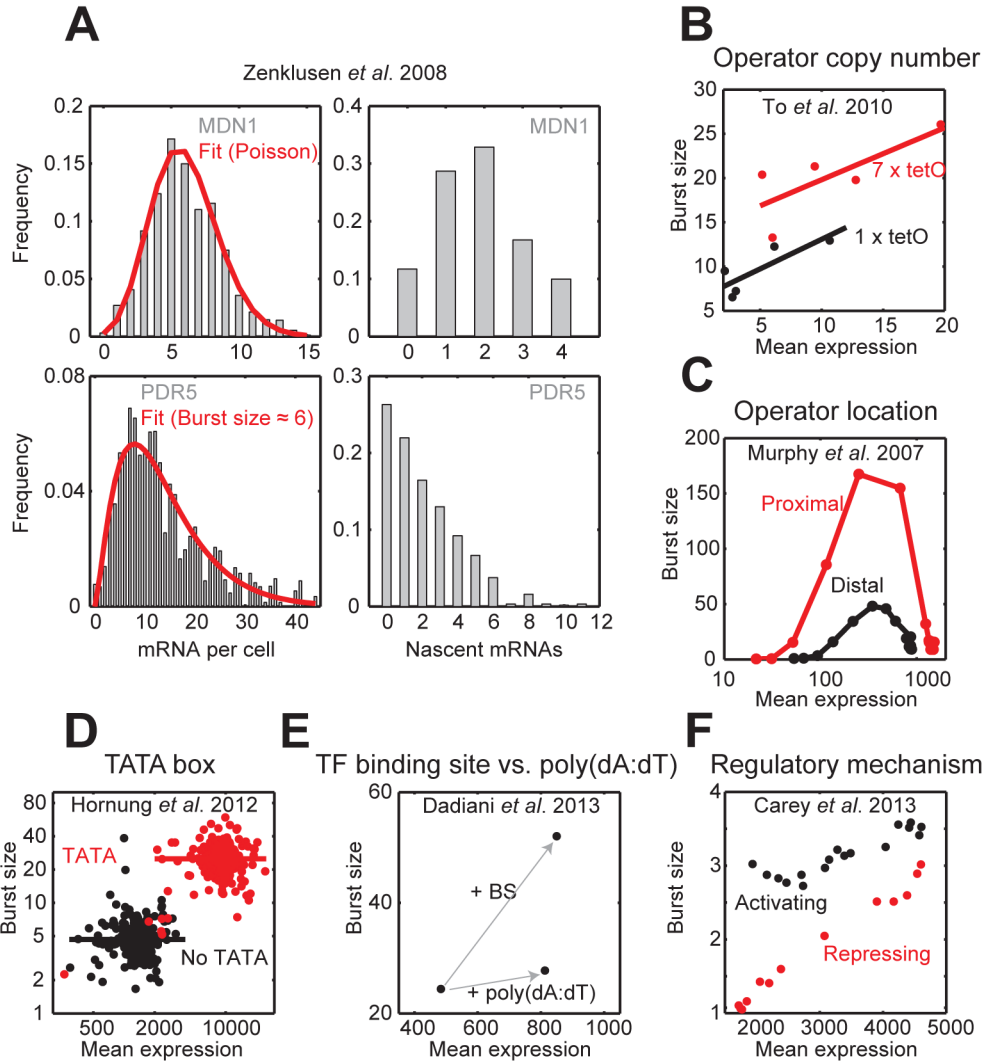 A
Zenklusen et al. 2008
0.2
0.15
0.1
0.05
0
Frequency
MDN1
Fit (Poisson)
0 5 10 15
0.4
0.3
0.2
0.1
0
MDN1
0 1 2 3 4
0.08
0.04
0
Frequency
PDR5
Fit (Burst size ≈ 6)
0 10 20 30 40
mRNA per cell
0.3
0.2
0.1
0
PDR5
0 2 4 6 8 10 12
Nascent mRNAs
B
Operator copy number
To et al. 2010
30
25
20
15
10
5
Burst size
7 x tetO
1 x tetO
5 10 15 20
Mean expression
C
Operator location
Murphy et al. 2007
200
150
100
50
0
Burst size
Proximal
Distal
10 100 1000
Mean expression
D
TATA box
Hornung et al. 2012
80
40
20
10
5
2
1
Burst size
TATA
No TATA
500 2000 10000
Mean expression
E
TF binding site vs. poly(dA:dT)
Dadiani et al. 2013
60
40
20
Burst size
+ BS
+ poly(dA:dT)
400 600 800 1000
Mean expression
F
Regulatory mechanism
Carey et al. 2013
4
3
2
1
Burst size
Activating
Repressing
2000 3000 4000 5000
Mean expression